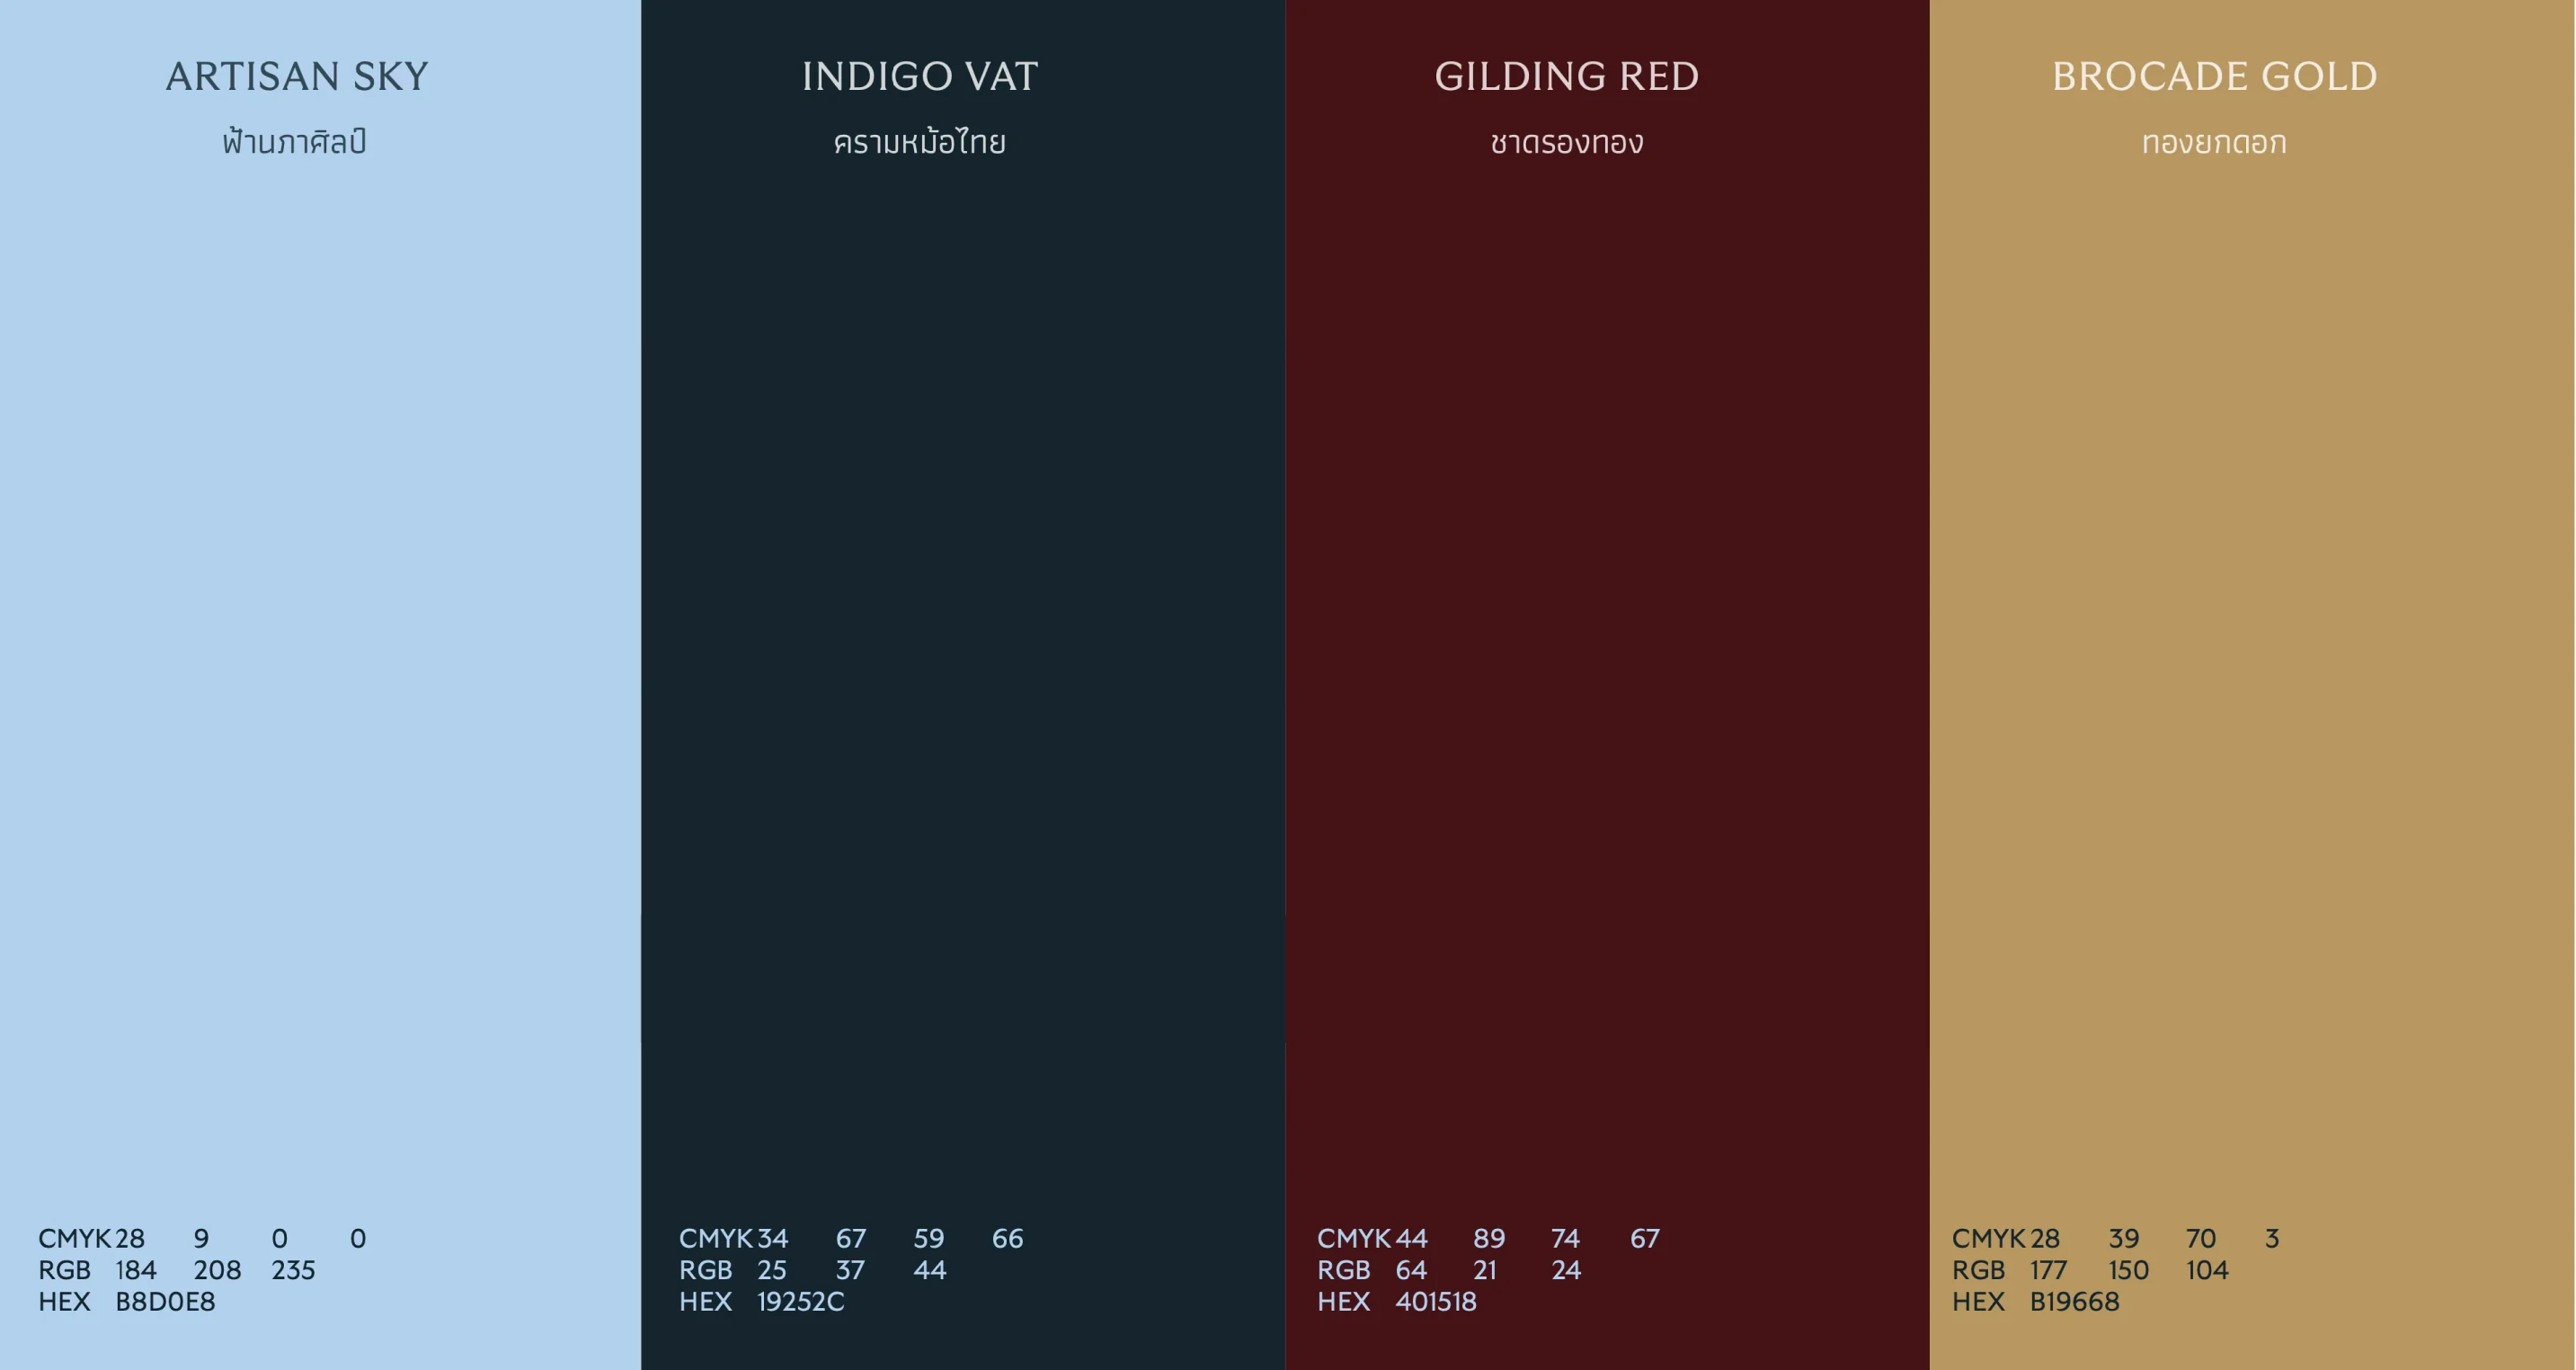 ARTISAN SKY
ฟ้านภาศิลป์
CMYK 28 9 0 0
RGB 184 208 235
HEX B8D0E8
INDIGO VAT
ครามหม้อไทย
CMYK 34 67 59 66
RGB 25 37 44
HEX 19252C
GILDING RED
ชาดรองทอง
CMYK 44 89 74 67
RGB 64 21 24
HEX 401518
BROCADE GOLD
ทองยกดอก
CMYK 28 39 70 3
RGB 177 150 104
HEX B19668